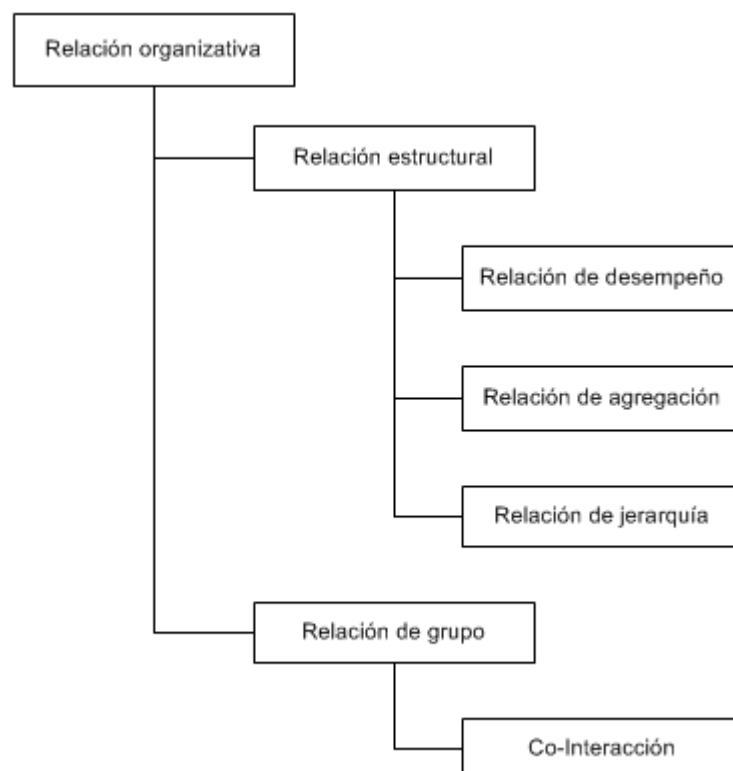 Relación organizativa
Relación estructural
Relación de desempeño
Relación de agregación
Relación de jerarquía
Relación de grupo
Co-Interacción